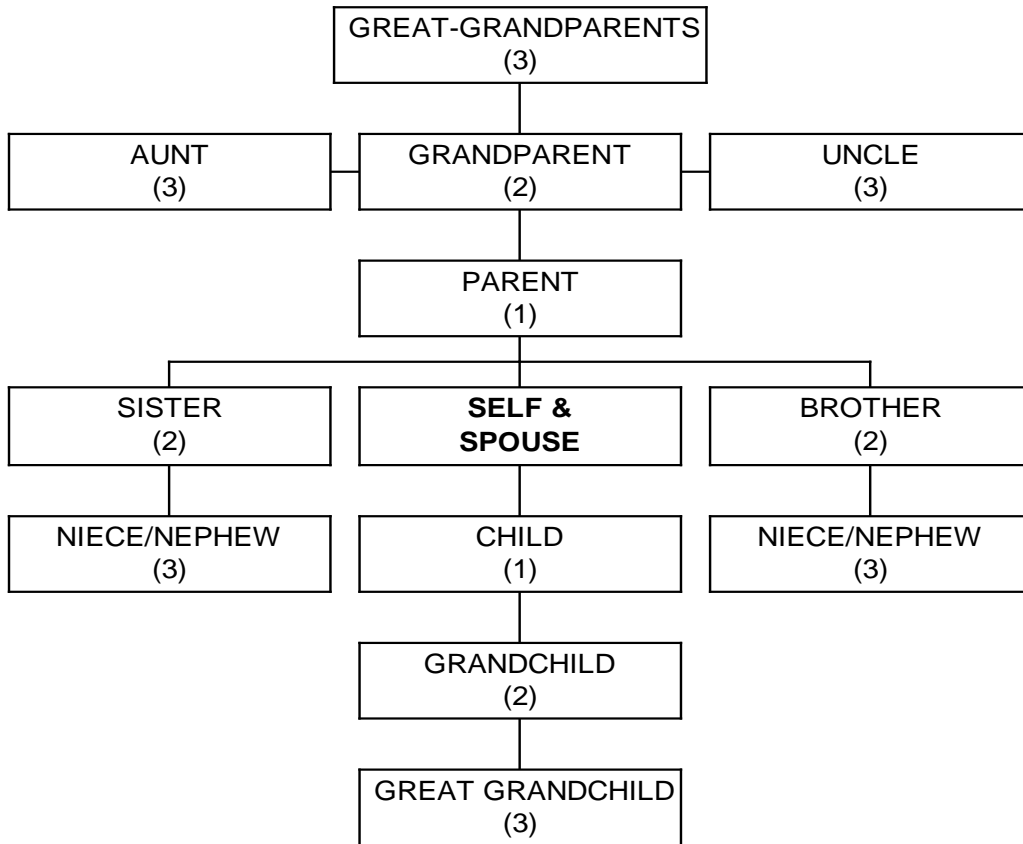 GREAT-GRANDPARENTS
(3)
AUNT
(3)
GRANDPARENT
(2)
UNCLE
(3)
PARENT
(1)
SISTER
(2)
SELF &
SPOUSE
BROTHER
(2)
NIECE/NEPHEW
(3)
CHILD
(1)
NIECE/NEPHEW
(3)
GRANDCHILD
(2)
GREAT GRANDCHILD
(3)